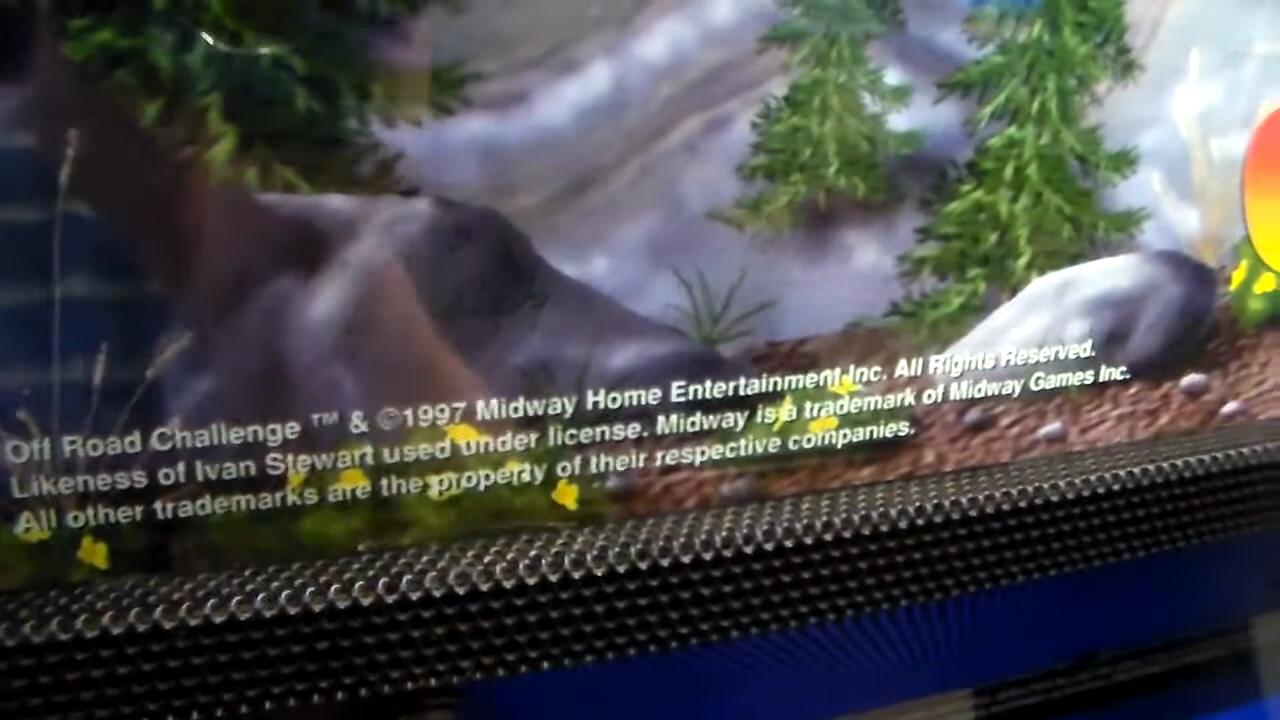 Off Road Challenge ™ & ©1997 Midway Home Entertainment Inc. All Rights Reserved.
Likeness of Ivan Stewart used under license. Midway is a trademark of Midway Games Inc.
All other trademarks are the property of their respective companies.